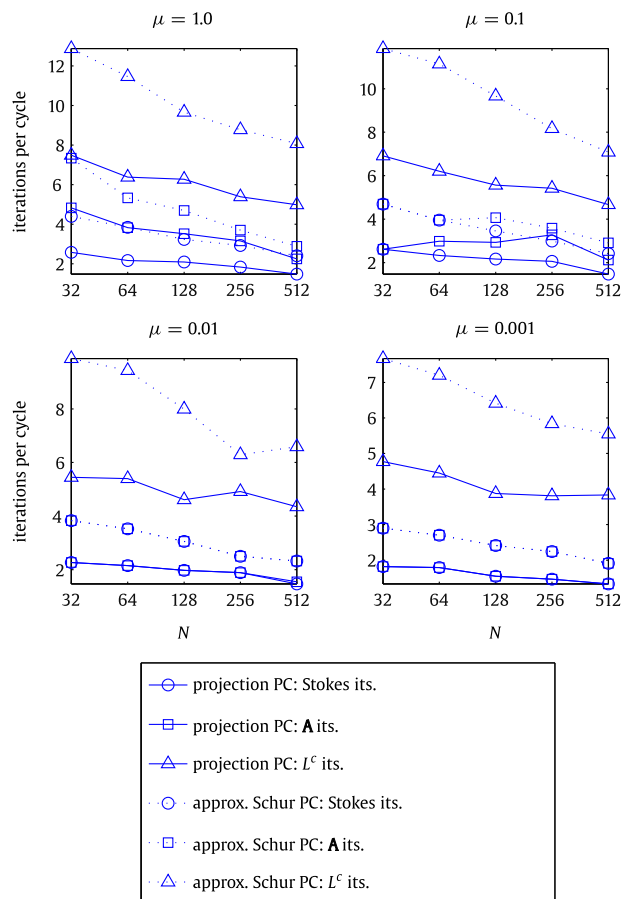 μ = 1.0
μ = 0.1
iterations per cycle
12
10
8
6
4
2
32 64 128 256 512
10
8
6
4
2
32 64 128 256 512
μ = 0.01
μ = 0.001
iterations per cycle
8
6
4
2
32 64 128 256 512
N
7
6
5
4
3
2
32 64 128 256 512
N
projection PC: Stokes its.
projection PC: A its.
projection PC: L^c its.
approx. Schur PC: Stokes its.
approx. Schur PC: A its.
approx. Schur PC: L^c its.